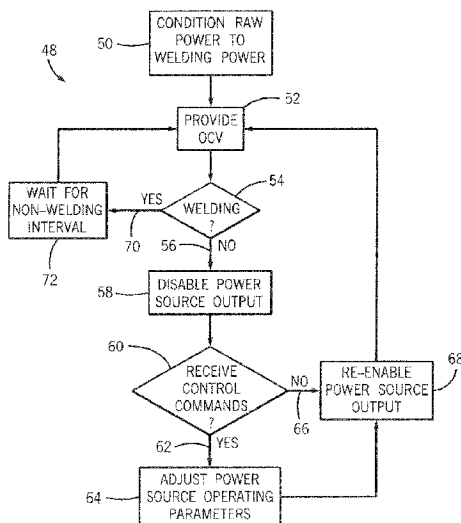 CONDITION RAW
POWER TO
WELDING POWER
50
48
52
PROVIDE
OCV
54
WELDING
?
YES
70
WAIT FOR
NON-WELDING
INTERVAL
72
56
NO
58
DISABLE POWER
SOURCE OUTPUT
60
RECEIVE
CONTROL
COMMANDS
?
NO
66
RE-ENABLE
POWER SOURCE
OUTPUT
68
62
YES
64
ADJUST POWER
SOURCE OPERATING
PARAMETERS